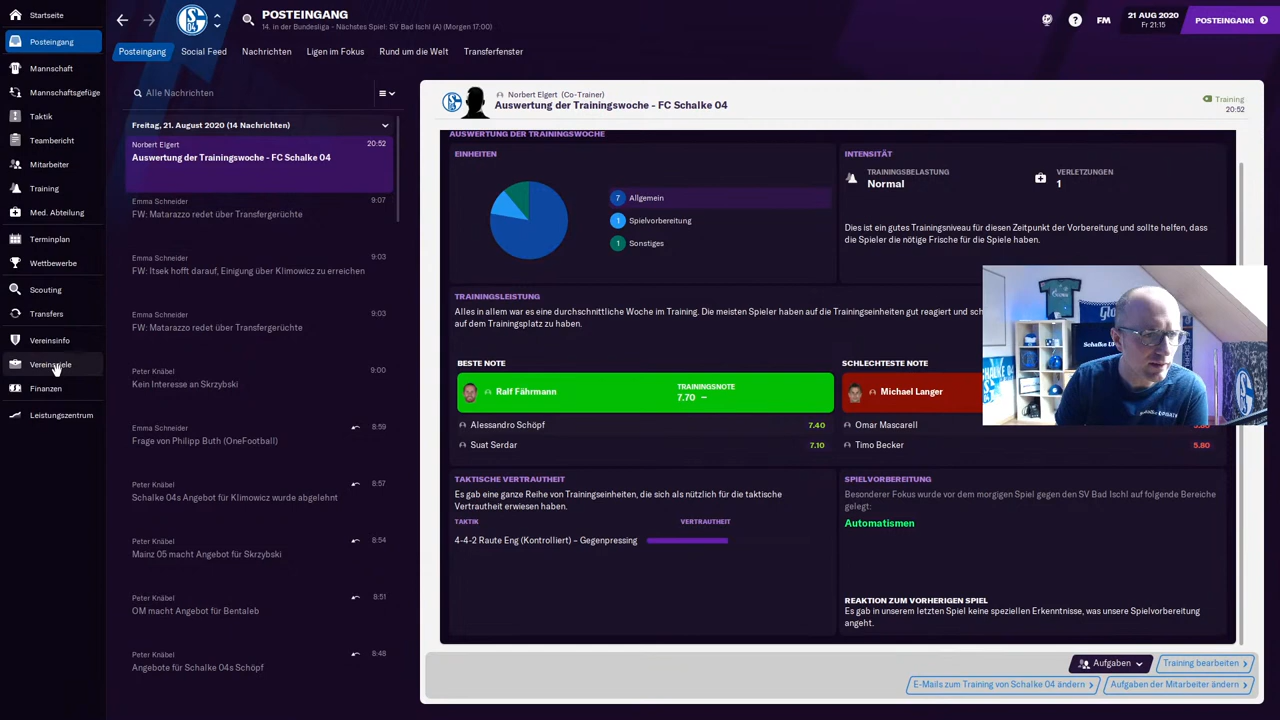 Startseite
Posteingang
Mannschaft
Mannschaftsgefüge
Taktik
Teambericht
Mitarbeiter
Training
Med. Abteilung
Terminplan
Wettbewerbe
Scouting
Transfers
Vereinsinfo
Vereinsziele
Finanzen
Leistungszentrum
POSTEINGANG
14. in der Bundesliga - Nächstes Spiel: SV Bad Ischl (A) (Morgen 17:00)
FM
21 AUG 2020
Fr 21:15
POSTEINGANG
Posteingang
Social Feed
Nachrichten
Ligen im Fokus
Rund um die Welt
Transferfenster
Alle Nachrichten
Freitag, 21. August 2020 (14 Nachrichten)
Norbert Elgert 20:52
Auswertung der Trainingswoche - FC Schalke 04
Emma Schneider 9:07
FW: Matarazzo redet über Transfergerüchte
Emma Schneider 9:03
FW: Itsek hofft darauf, Einigung über Klimowicz zu erreichen
Emma Schneider 9:03
FW: Matarazzo redet über Transfergerüchte
Peter Knäbel 9:00
Kein Interesse an Skrzybski
Emma Schneider 8:59
Frage von Philipp Buth (OneFootball)
Peter Knäbel 8:57
Schalke 04s Angebot für Klimowicz wurde abgelehnt
Peter Knäbel 8:54
Mainz 05 macht Angebot für Skrzybski
Peter Knäbel 8:51
OM macht Angebot für Bentaleb
Peter Knäbel 8:48
Angebote für Schalke 04s Schöpf
Norbert Elgert (Co-Trainer)
Auswertung der Trainingswoche - FC Schalke 04
Training
20:52
AUSWERTUNG DER TRAININGSWOCHE
EINHEITEN
7 Allgemein
1 Spielvorbereitung
1 Sonstiges
INTENSITÄT
TRAININGSBELASTUNG
Normal
VERLETZUNGEN
1
Dies ist ein gutes Trainingsniveau für diesen Zeitpunkt der Vorbereitung und sollte helfen, dass
die Spieler die nötige Frische für die Spiele haben.
TRAININGSLEISTUNG
Alles in allem war es eine durchschnittliche Woche im Training. Die meisten Spieler haben auf die Trainingseinheiten gut reagiert und
auf dem Trainingsplatz zu haben.
BESTE NOTE
Ralf Fährmann
TRAININGSNOTE
7.70 –
Alessandro Schöpf 7.40
Suat Serdar 7.10
SCHLECHTESTE NOTE
Michael Langer
Omar Mascarell
Timo Becker 5.80
TAKTISCHE VERTRAUTHEIT
Es gab eine ganze Reihe von Trainingseinheiten, die sich als nützlich für die taktische
Vertrautheit erwiesen haben.
TAKTIK VERTRAUTHEIT
4-4-2 Raute Eng (Kontrolliert) – Gegenpressing
SPIELVORBEREITUNG
Besonderer Fokus wurde vor dem morgigen Spiel gegen den SV Bad Ischl auf folgende Bereiche
gelegt:
Automatismen
REAKTION ZUM VORHERIGEN SPIEL
Es gab in unserem letzten Spiel keine speziellen Erkenntnisse, was unsere Spielvorbereitung
angeht.
Aufgaben
Training bearbeiten
E-Mails zum Training von Schalke 04 ändern
Aufgaben der Mitarbeiter ändern